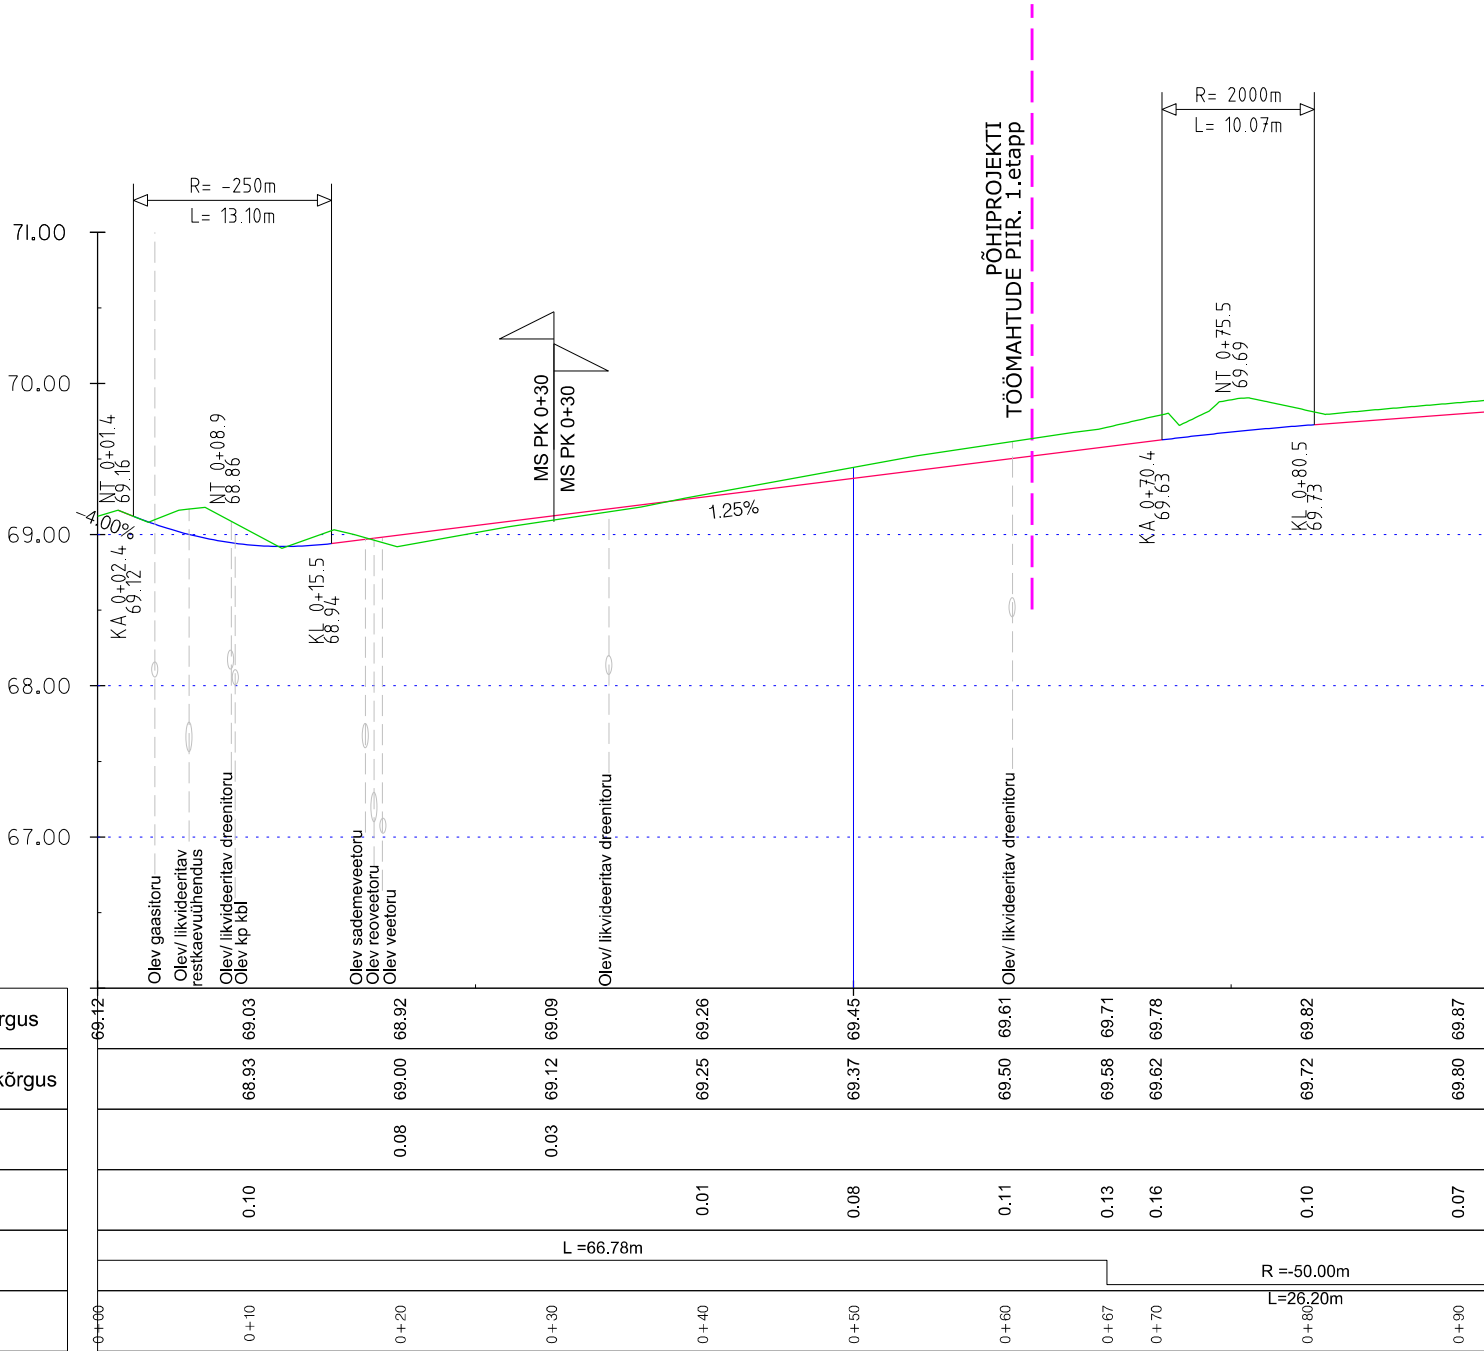 R= 2000m
L= 10.07m
PÕHIPROJEKTI
TÖÖMAHTUDE PIIR. 1.etapp
R= -250m
L= 13.10m
71.00
70.00
69.00
68.00
67.00
NT 0+01.4
69.16
-4.00%
KA 0+02.4
69.12
NT 0+08.9
68.86
KL 0+15.5
68.94
MS PK 0+30
MS PK 0+30
1.25%
KA 0+70.4
69.63
NT 0+75.5
69.69
KL 0+80.5
69.73
Olev gaasitoru
Olev/ likvideeritav
restkaevuühendus
Olev/ likvideeritav dreenitoru
Olev kp kbl
Olev sademeveetoru
Olev reoveetoru
Olev veetoru
Olev/ likvideeritav dreenitoru
Olev/ likvideeritav dreenitoru
rgus 69.12 69.03 68.92 69.09 69.26 69.45 69.61 69.71 69.78 69.82 69.87
kõrgus 68.93 69.00 69.12 69.25 69.37 69.50 69.58 69.62 69.72 69.80
0.08 0.03
0.10 0.01 0.08 0.11 0.13 0.16 0.10 0.07
L =66.78m
R =-50.00m
L=26.20m
0+00 0+10 0+20 0+30 0+40 0+50 0+60 0+67 0+70 0+80 0+90